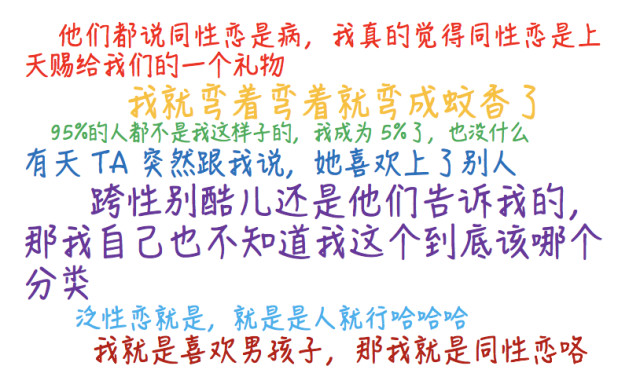 他们都说同性恋是病，我真的觉得同性恋是上
天赐给我们的一个礼物
我就弯着弯着就弯成蚊香了
95%的人都不是我这样子的，我成为 5%了，也没什么
有天 TA 突然跟我说，她喜欢上了别人
跨性别酷儿还是他们告诉我的，
那我自己也不知道我这个到底该哪个
分类
泛性恋就是，就是是人就行哈哈哈
我就是喜欢男孩子，那我就是同性恋咯